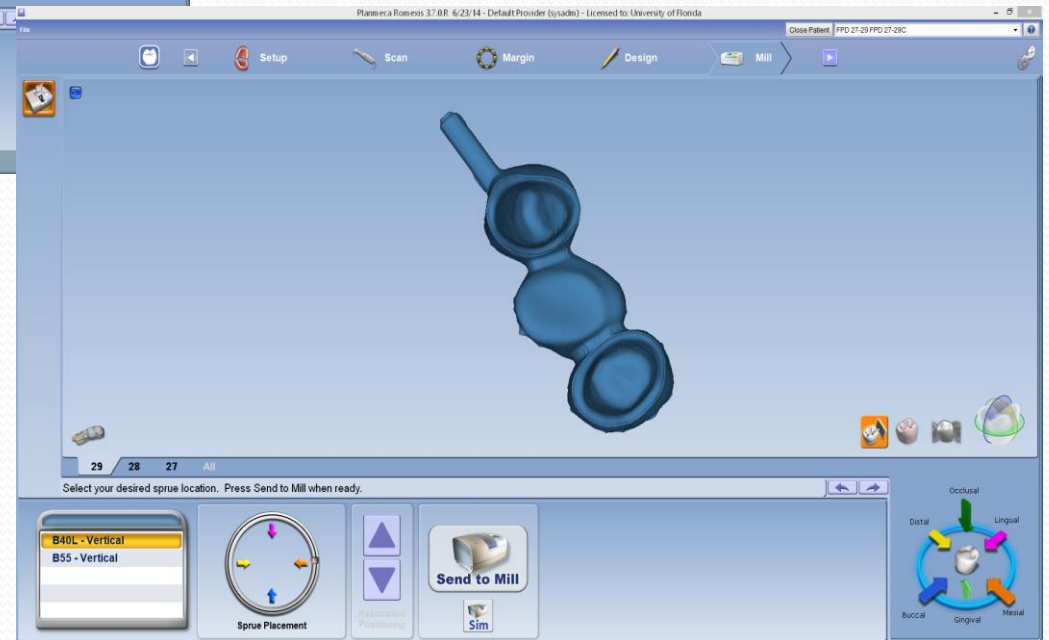 Planmeca Romexis 3.7.0.R 6/23/14 - Default Provider (sysadm) - Licensed to: University of Florida
File
Close Patient FPD 27-29 FPD 27-29C
Setup Scan Margin Design Mill
29 28 27 All
Select your desired sprue location. Press Send to Mill when ready.
B40L - Vertical
B55 - Vertical
Sprue Placement
Restoration
Positioning
Send to Mill
Sim
Occlusal
Distal Lingual
Buccal Gingival Mesial